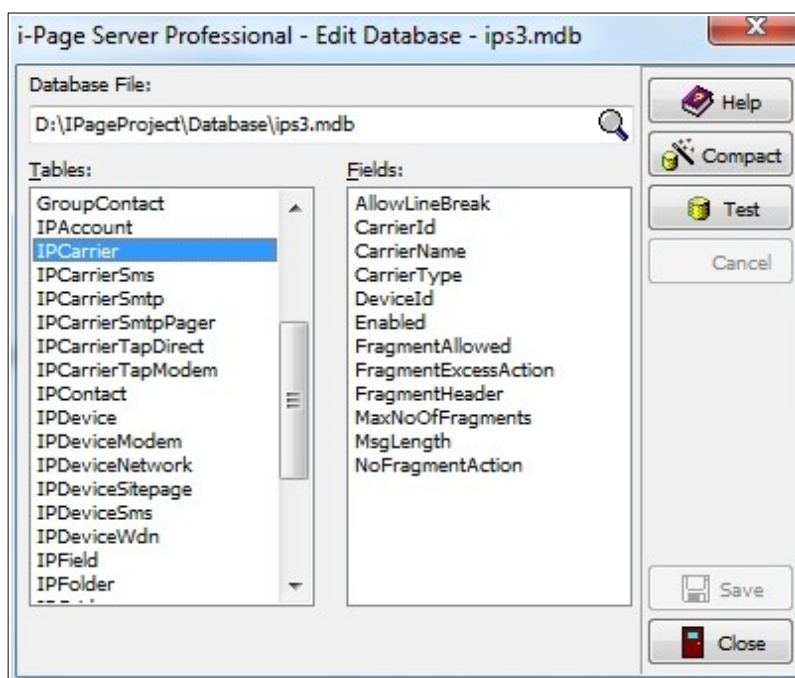 i-Page Server Professional - Edit Database - ips3.mdb
Database File:
D:\IPageProject\Database\ips3.mdb
Tables:
GroupContact
IPAccount
IPCarrier
IPCarrierSms
IPCarrierSmtp
IPCarrierSmtpPager
IPCarrierTapDirect
IPCarrierTapModem
IPContact
IPDevice
IPDeviceModem
IPDeviceNetwork
IPDeviceSitepage
IPDeviceSms
IPDeviceWdn
IPField
IPFolder
Fields:
AllowLineBreak
CarrierId
CarrierName
CarrierType
DeviceId
Enabled
FragmentAllowed
FragmentExcessAction
FragmentHeader
MaxNoOfFragments
MsgLength
NoFragmentAction
Help
Compact
Test
Cancel
Save
Close